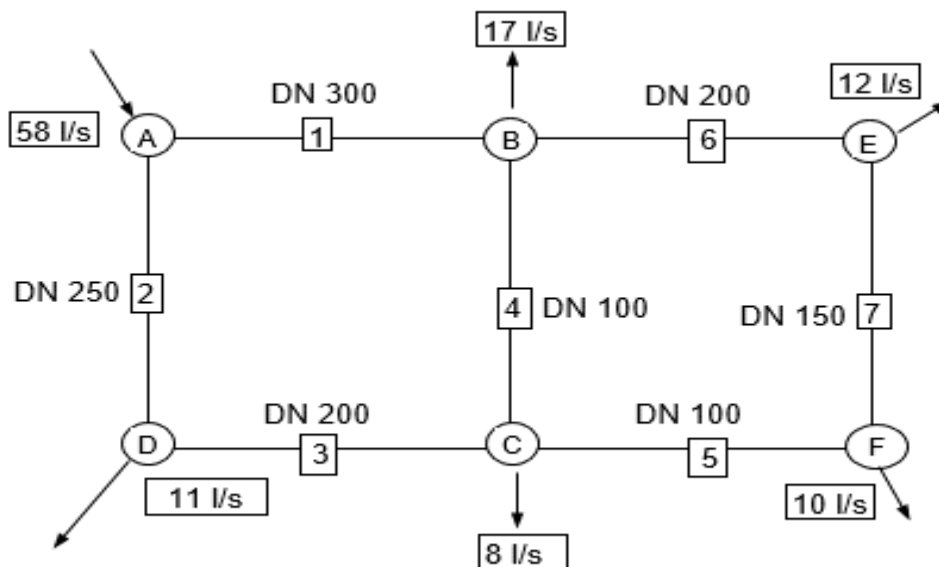 17 l/s
12 l/s
DN 300
DN 200
58 l/s
A
1
B
6
E
DN 250
2
4
DN 100
DN 150
7
DN 200
DN 100
D
3
C
5
F
11 l/s
10 l/s
8 l/s